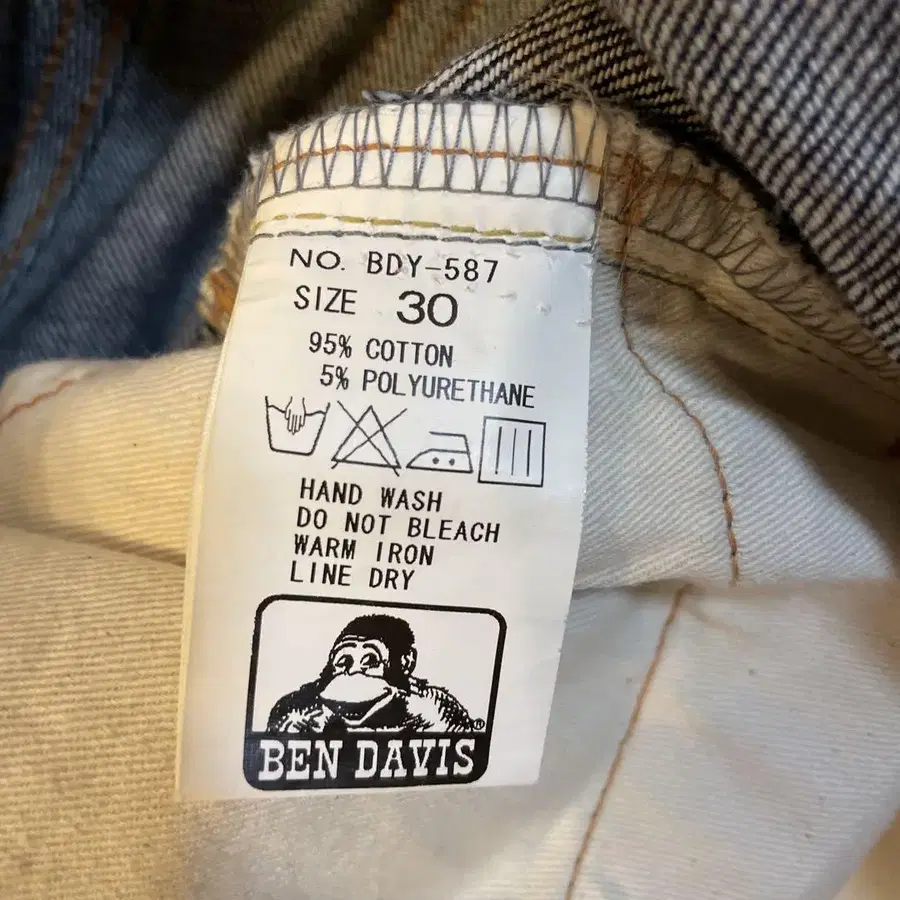 NO. BDY-587
SIZE 30
95% COTTON
5% POLYURETHANE
HAND WASH
DO NOT BLEACH
WARM IRON
LINE DRY
BEN DAVIS